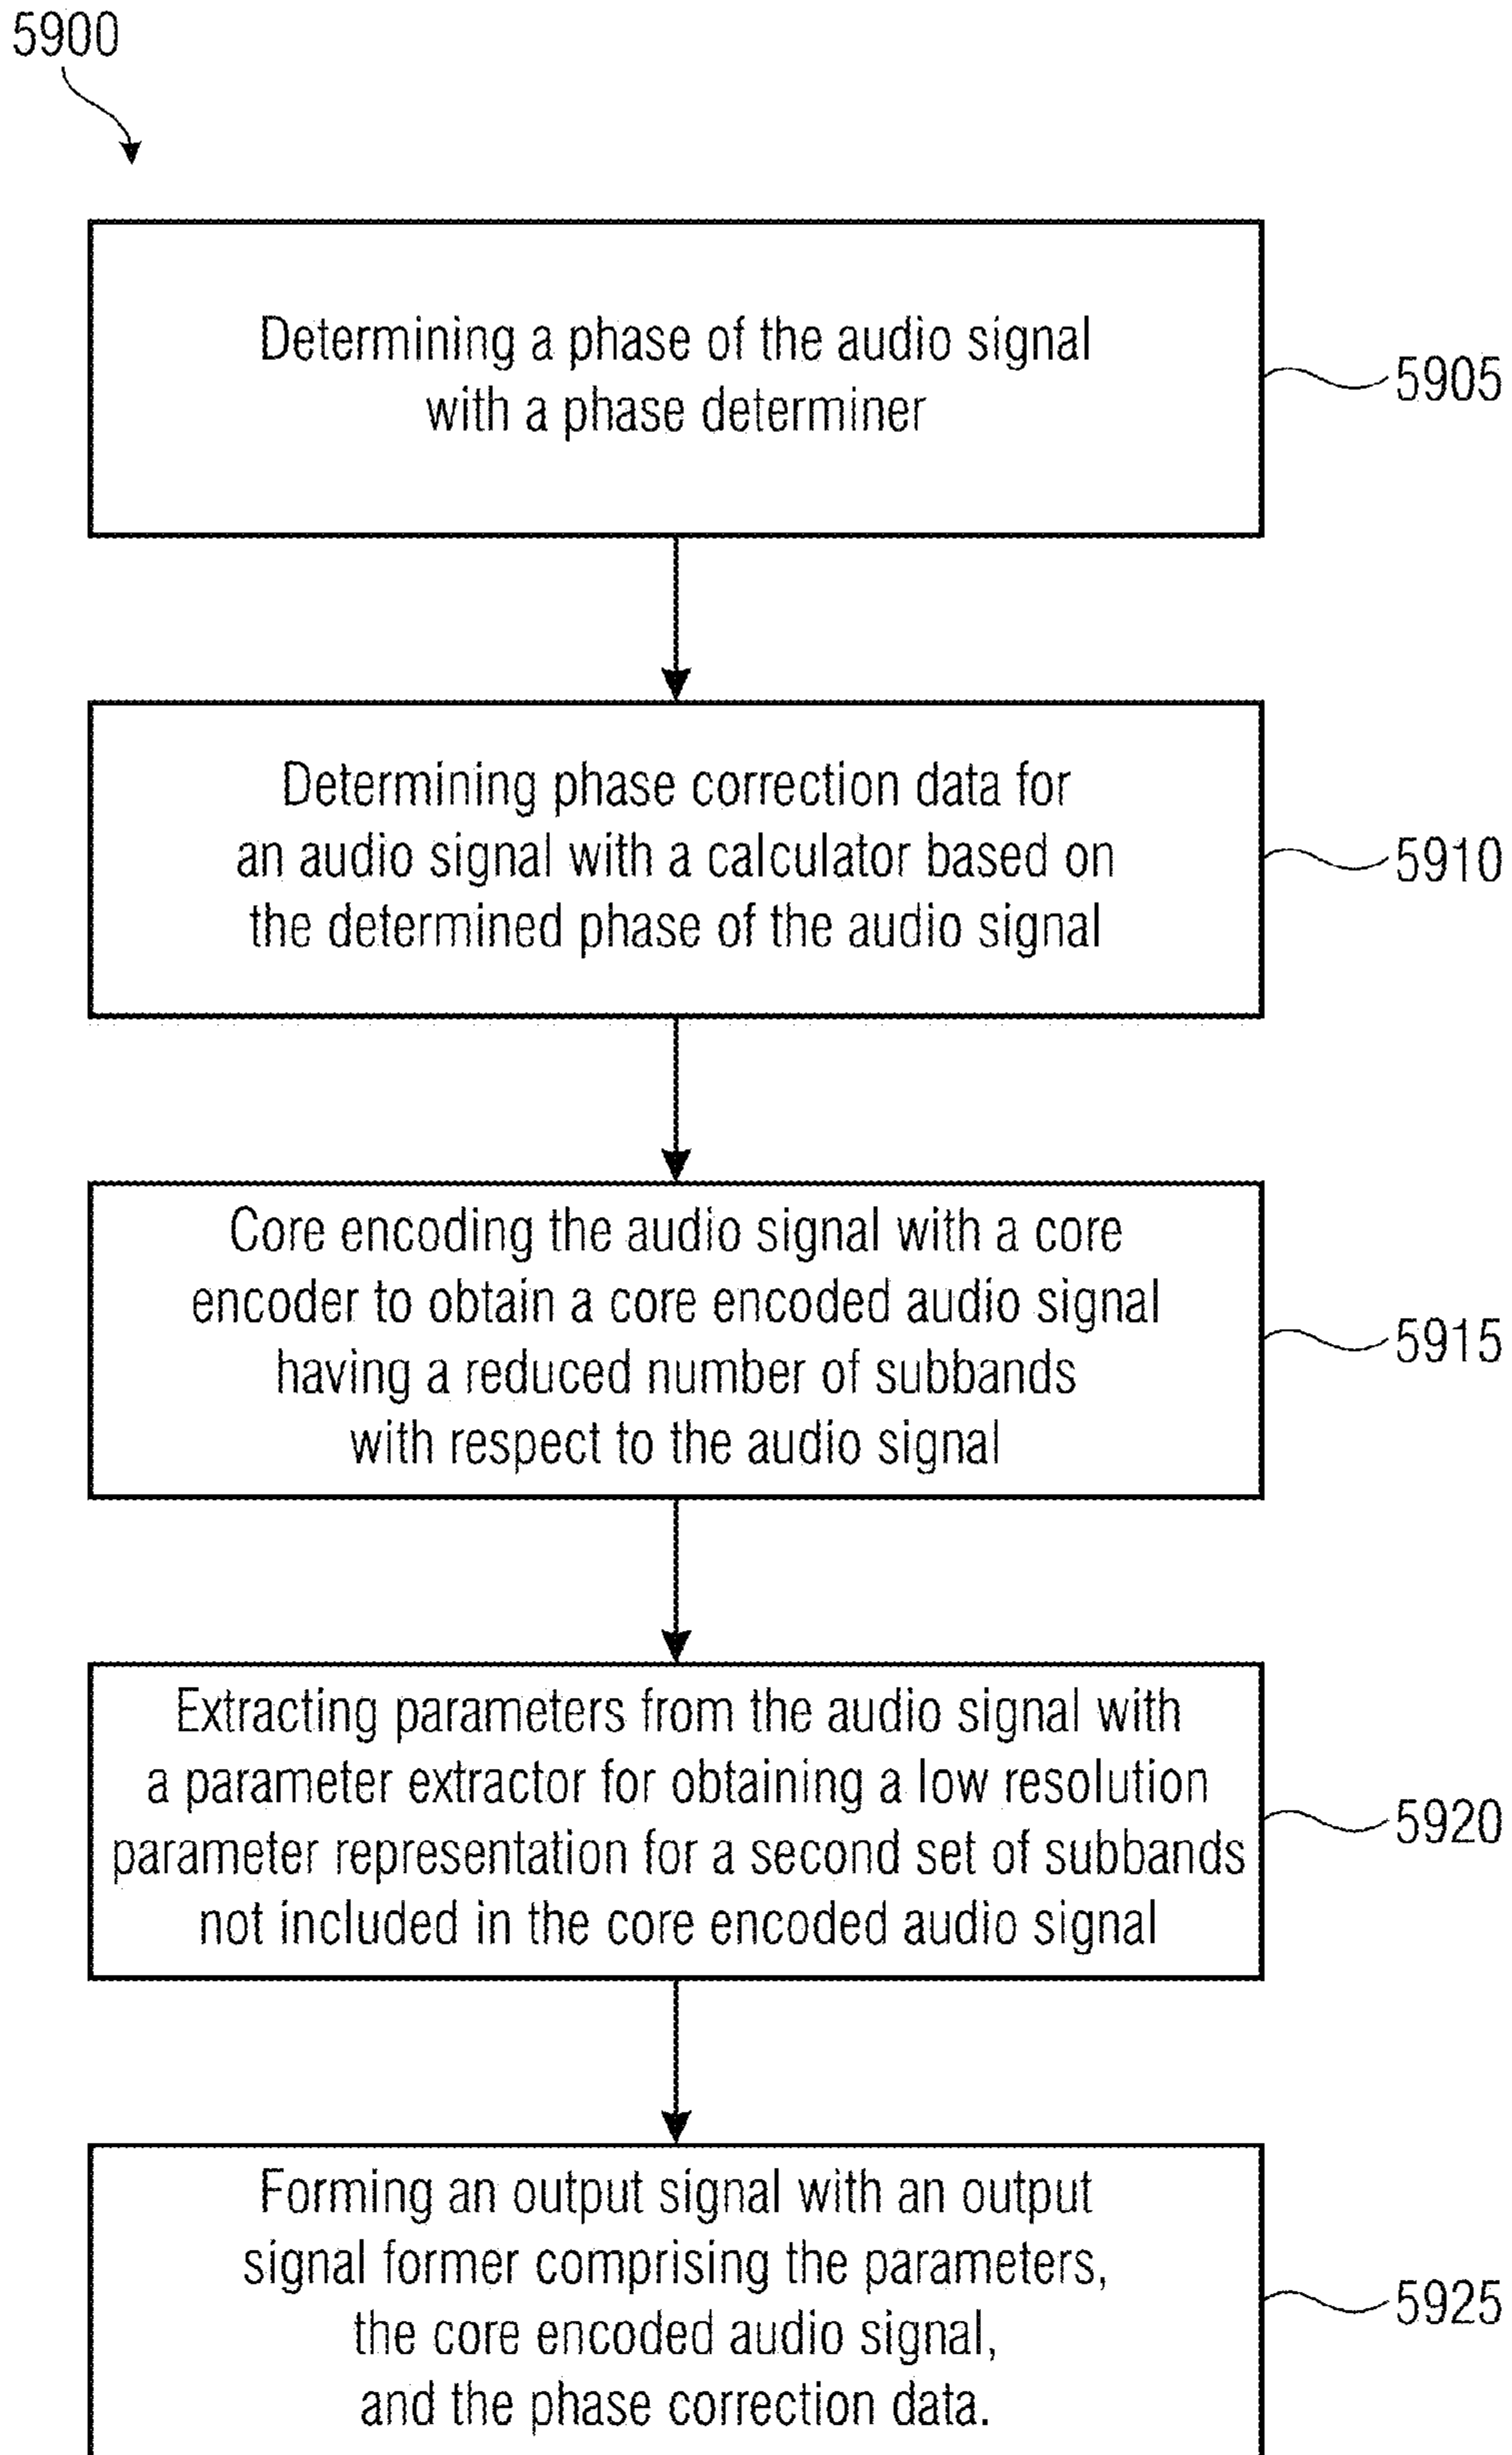 5900
Determining a phase of the audio signal
with a phase determiner
5905
Determining phase correction data for
an audio signal with a calculator based on
the determined phase of the audio signal
5910
Core encoding the audio signal with a core
encoder to obtain a core encoded audio signal
having a reduced number of subbands
with respect to the audio signal
5915
Extracting parameters from the audio signal with
a parameter extractor for obtaining a low resolution
parameter representation for a second set of subbands
not included in the core encoded audio signal
5920
Forming an output signal with an output
signal former comprising the parameters,
the core encoded audio signal,
and the phase correction data.
5925